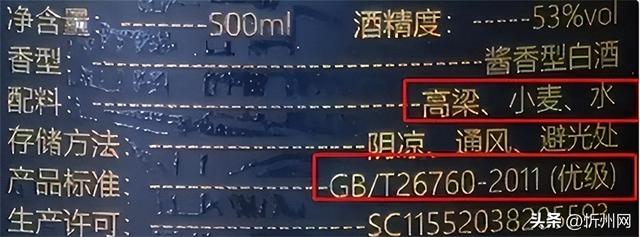 净含量 500ml 酒精度： 53%vol
香型 酱香型白酒
配料 高粱、小麦、水
存储方法： 阴凉、通风、避光处
产品标准： GB/T26760-2011 (优级)
生产许可： SC11552038205593
头条 @忻州网